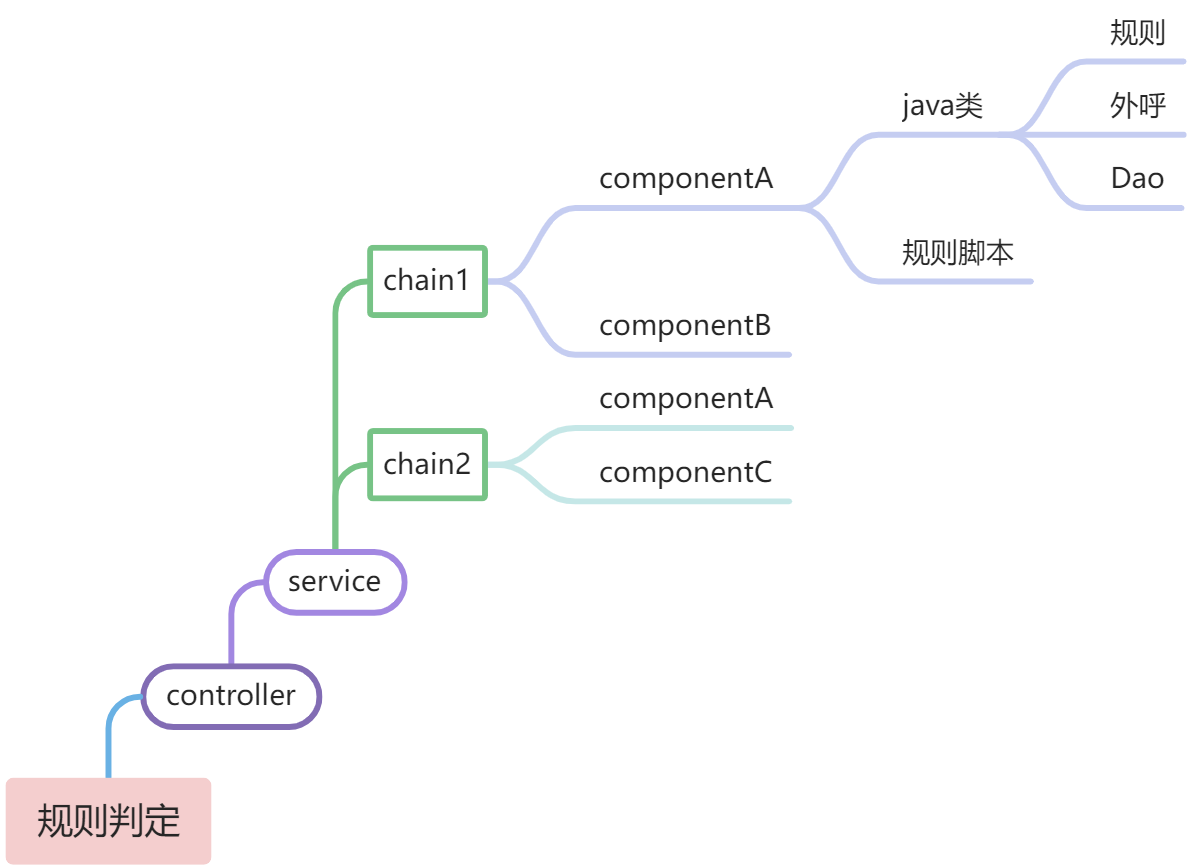 规则
java类
外呼
componentA
Dao
规则脚本
chain1
componentB
componentA
chain2
componentC
service
controller
规则判定